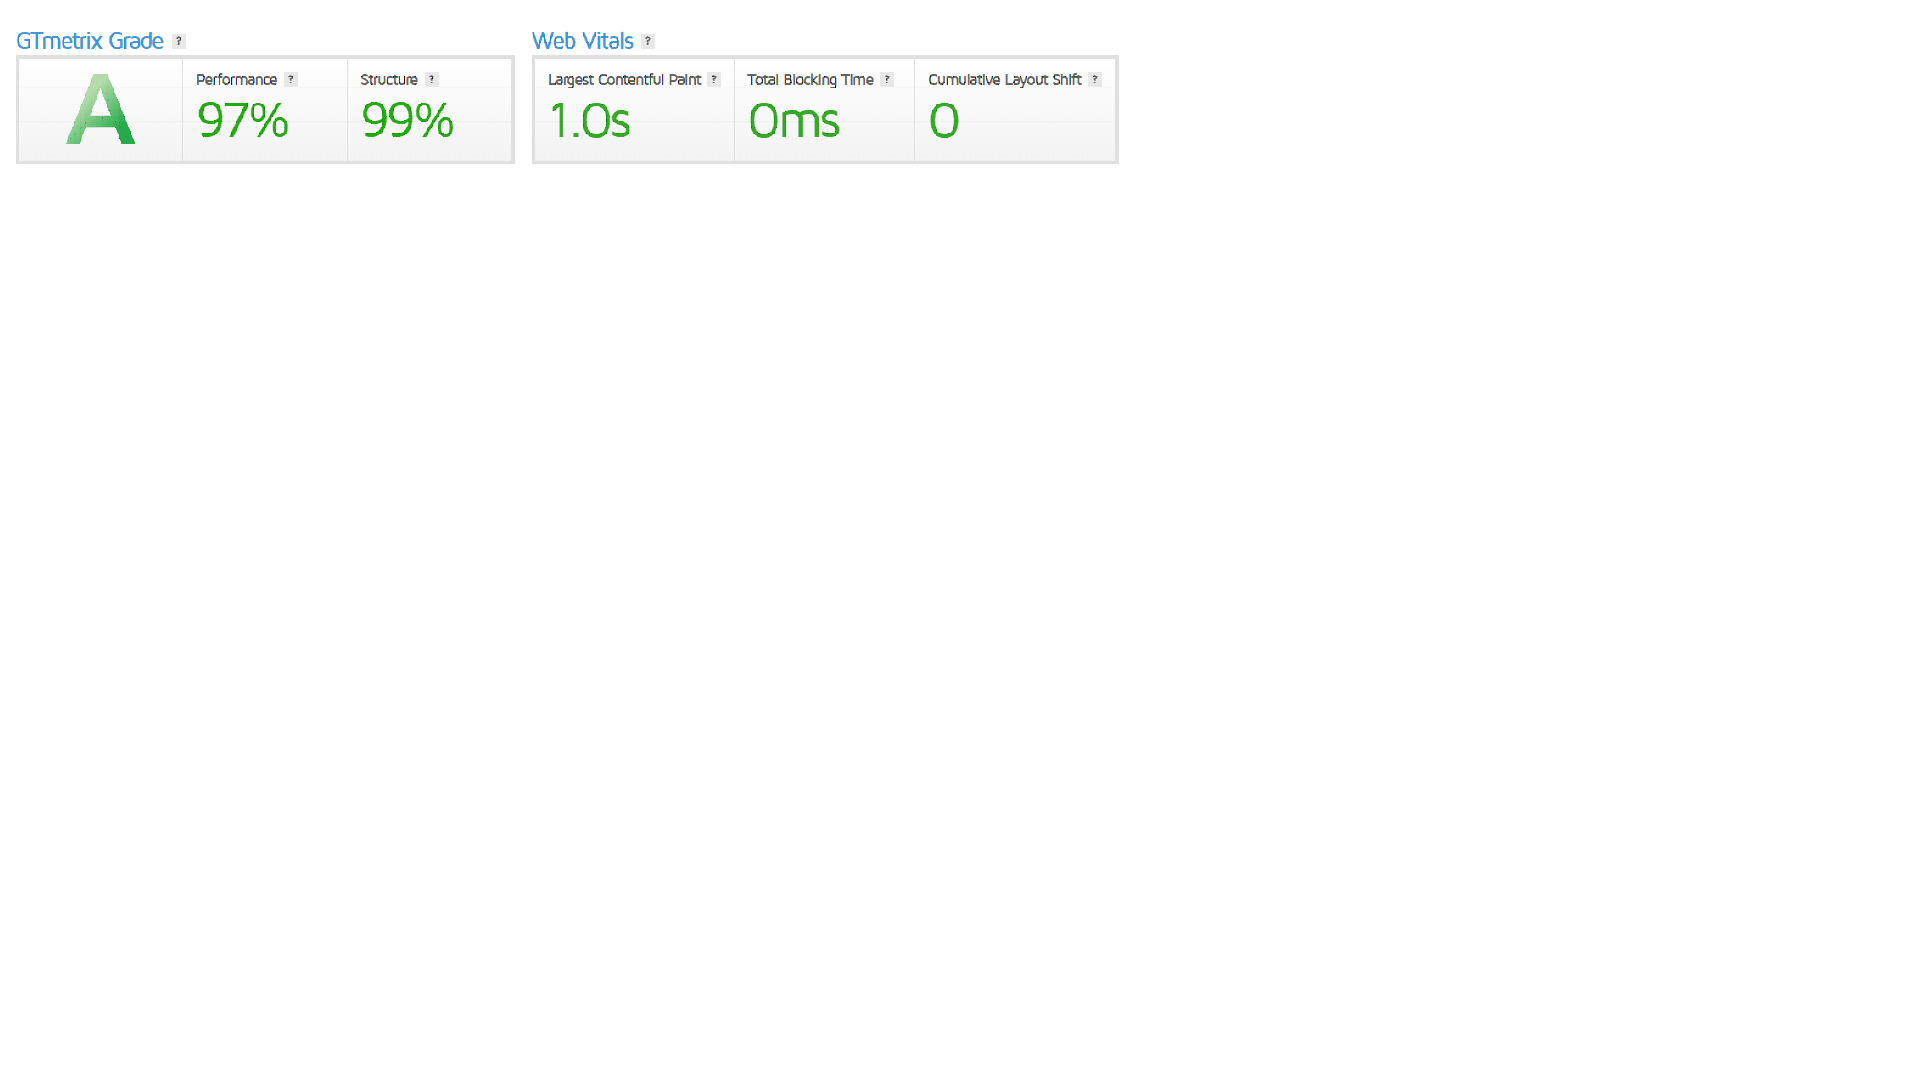 GTmetrix Grade ?
A
Performance ?
97%
Structure ?
99%
Web Vitals ?
Largest Contentful Paint ?
1.0s
Total Blocking Time ?
0ms
Cumulative Layout Shift ?
0